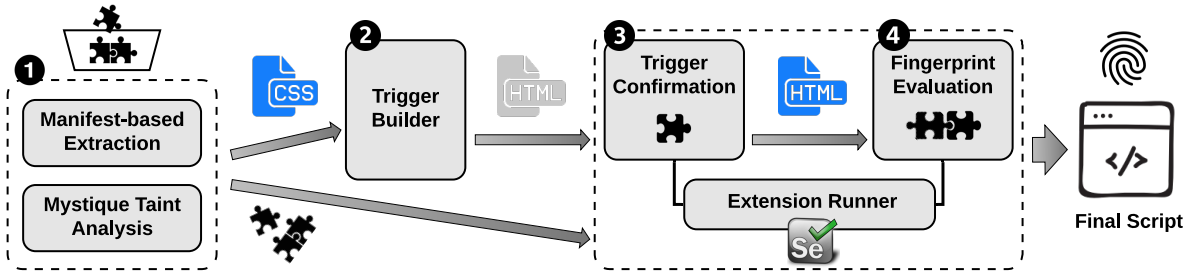 1
Manifest-based
Extraction
Mystique Taint
Analysis
CSS
2
Trigger
Builder
HTML
3
Trigger
Confirmation
HTML
4
Fingerprint
Evaluation
Extension Runner
Se
</>
Final Script